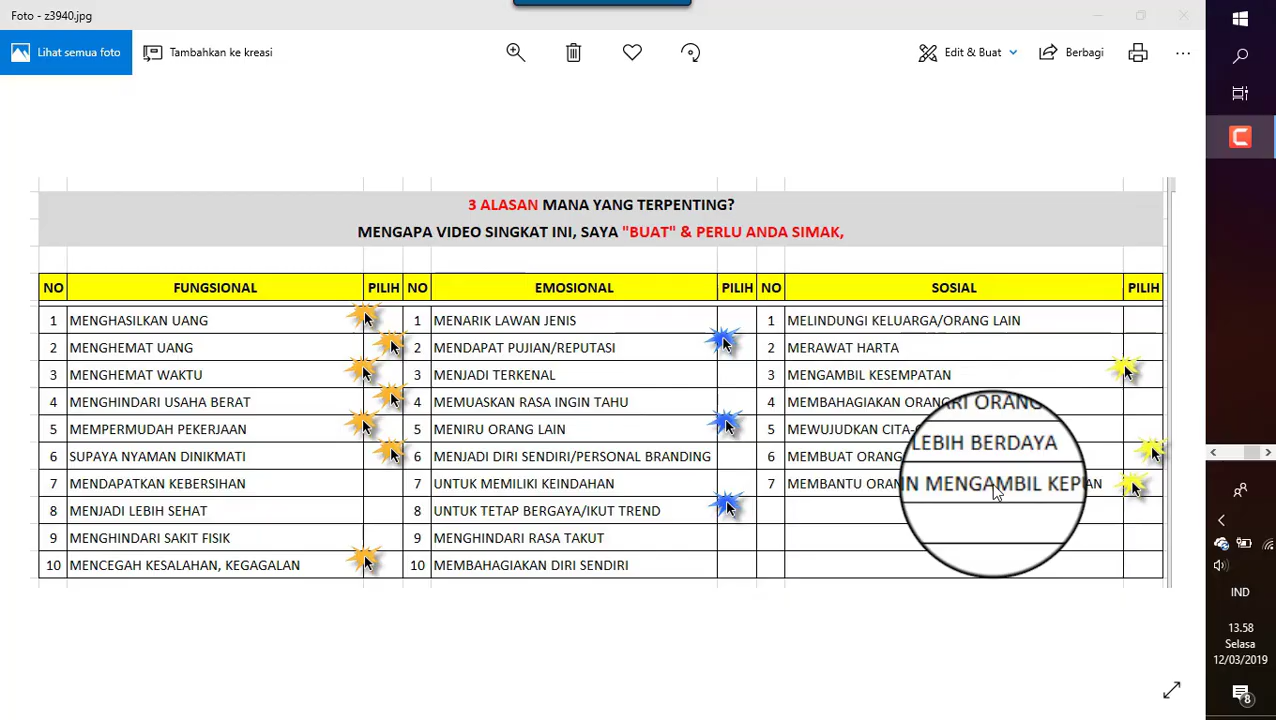 Foto - z3940.jpg
Lihat semua foto
Tambahkan ke kreasi
Edit & Buat
Berbagi
3 ALASAN MANA YANG TERPENTING?
MENGAPA VIDEO SINGKAT INI, SAYA "BUAT" & PERLU ANDA SIMAK,
NO FUNGSIONAL PILIH NO EMOSIONAL PILIH NO SOSIAL PILIH
1 MENGHASILKAN UANG 1 MENARIK LAWAN JENIS 1 MELINDUNGI KELUARGA/ORANG LAIN
2 MENGHEMAT UANG 2 MENDAPAT PUJIAN/REPUTASI 2 MERAWAT HARTA
3 MENGHEMAT WAKTU 3 MENJADI TERKENAL 3 MENGAMBIL KESEMPATAN
4 MENGHINDARI USAHA BERAT 4 MEMUASKAN RASA INGIN TAHU 4 MEMBAHAGIAKAN ORANG
5 MEMPERMUDAH PEKERJAAN 5 MENIRU ORANG LAIN 5 MEWUJUDKAN
6 SUPAYA NYAMAN DINIKMATI 6 MENJADI DIRI SENDIRI/PERSONAL BRANDING 6 MEMBUAT ORANG LEBIH BERDAYA
7 MENDAPATKAN KEBERSIHAN 7 UNTUK MEMILIKI KEINDAHAN 7 MEMBANTU MENGAMBIL
8 MENJADI LEBIH SEHAT 8 UNTUK TETAP BERGAYA/IKUT TREND
9 MENGHINDARI SAKIT FISIK 9 MENGHINDARI RASA TAKUT
10 MENCEGAH KESALAHAN, KEGAGALAN 10 MEMBAHAGIAKAN DIRI SENDIRI
IND
13.58
Selasa
12/03/2019
8